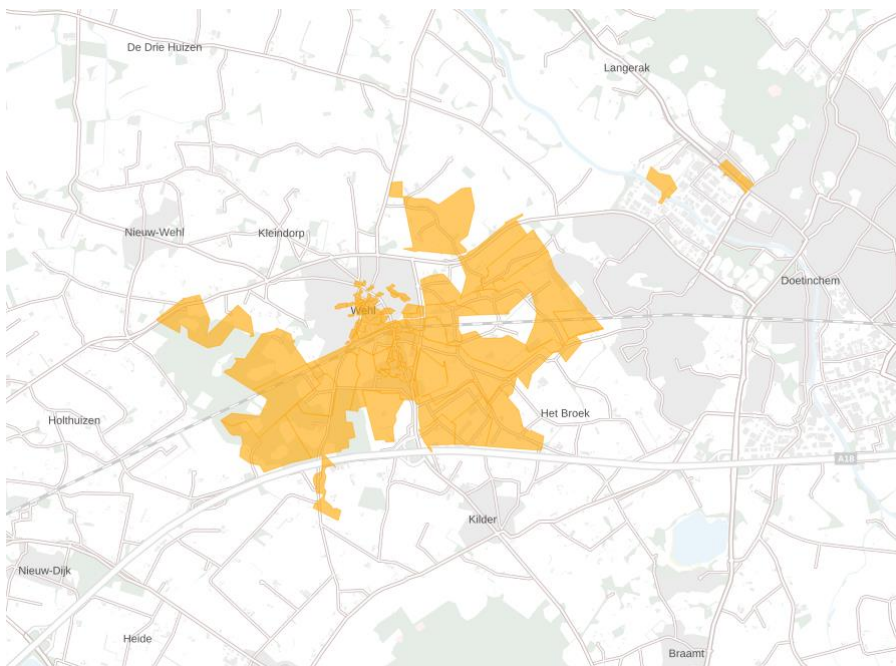 De Drie Huizen
Langerak
Nieuw-Wehl
Kleindorp
Doetinchem
Wehl
Holthuizen
Het Broek
A18
Kilder
Nieuw-Dijk
Heide
Braamt